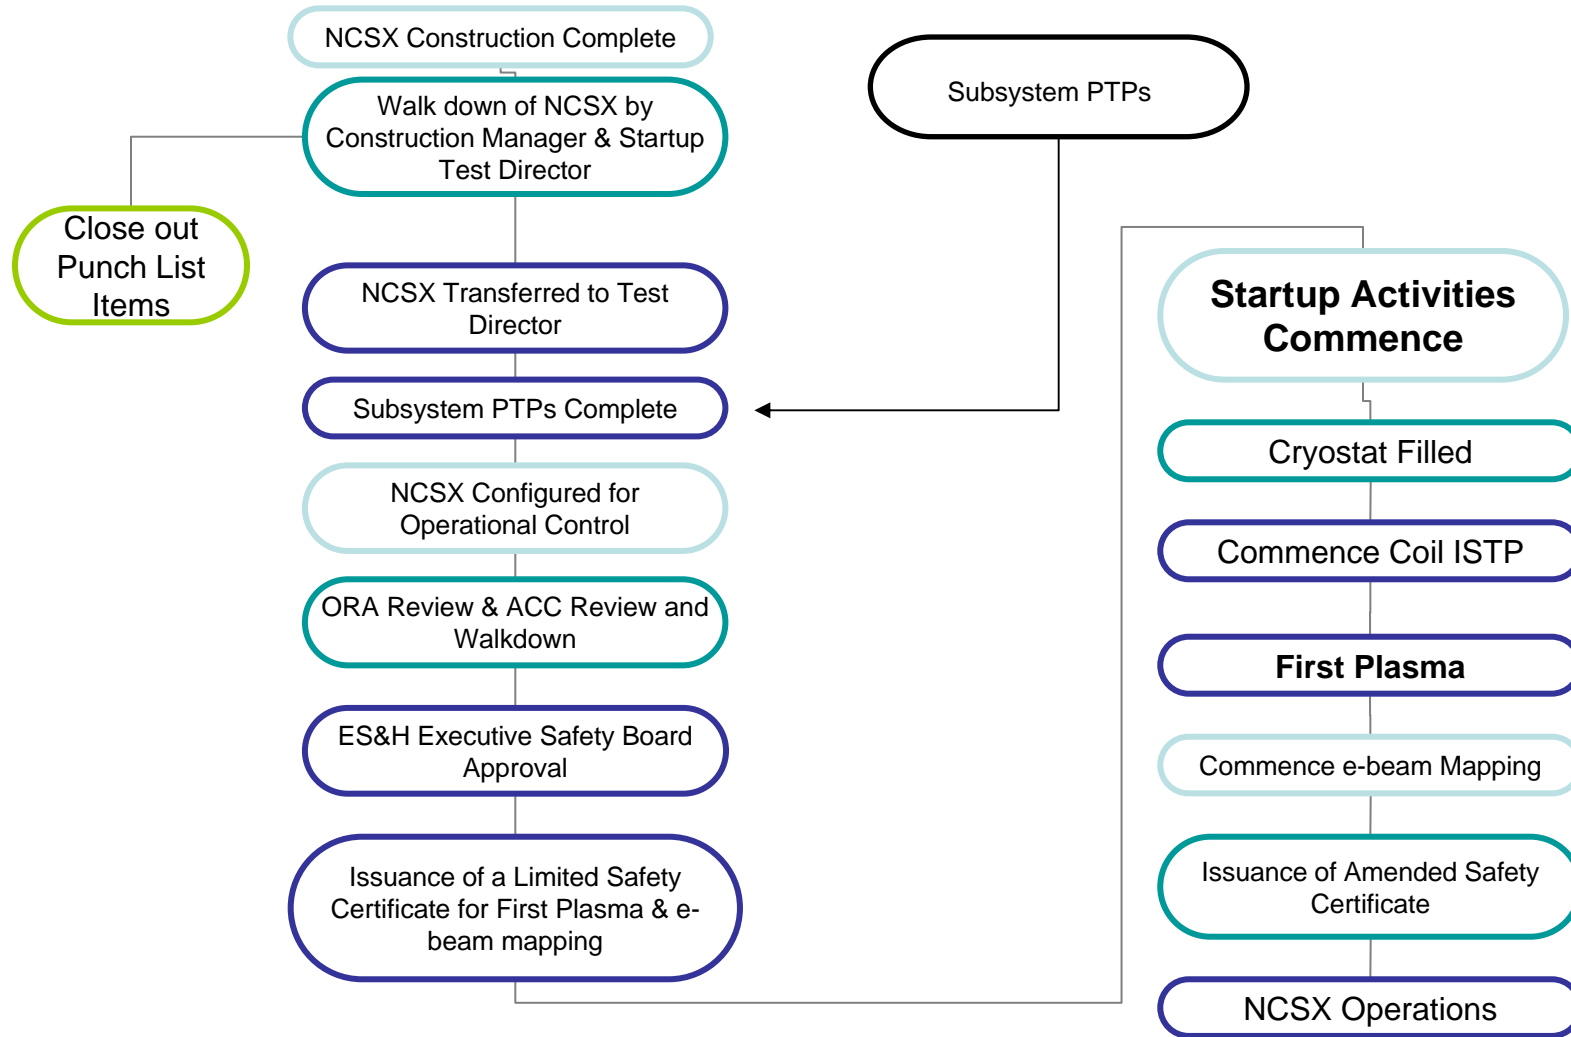 NCSX Construction Complete
Walk down of NCSX by
Construction Manager & Startup
Test Director
Close out
Punch List
Items
NCSX Transferred to Test
Director
Subsystem PTPs Complete
NCSX Configured for
Operational Control
ORA Review & ACC Review and
Walkdown
ES&H Executive Safety Board
Approval
Issuance of a Limited Safety
Certificate for First Plasma & e-
beam mapping
Subsystem PTPs
Startup Activities
Commence
Cryostat Filled
Commence Coil ISTP
First Plasma
Commence e-beam Mapping
Issuance of Amended Safety
Certificate
NCSX Operations